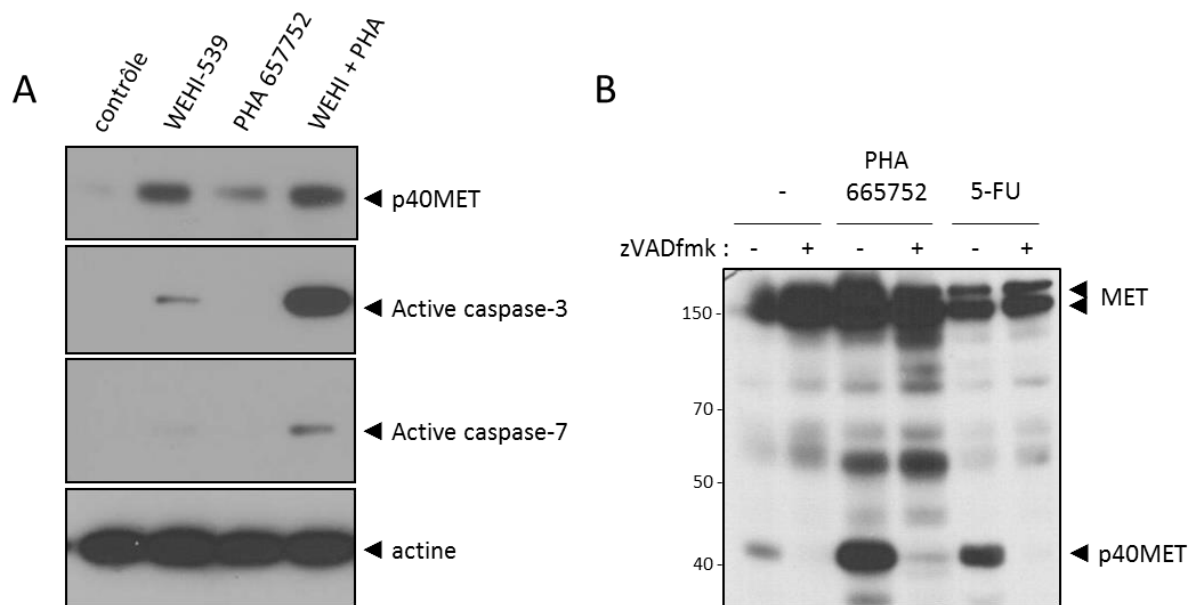 A
contrôle
WEHI-539
PHA 657752
WEHI + PHA
p40MET
Active caspase-3
Active caspase-7
actine
B
PHA
- 665752 5-FU
zVADfmk : - + - + - +
150 -
MET
70 -
50 -
40 -
p40MET